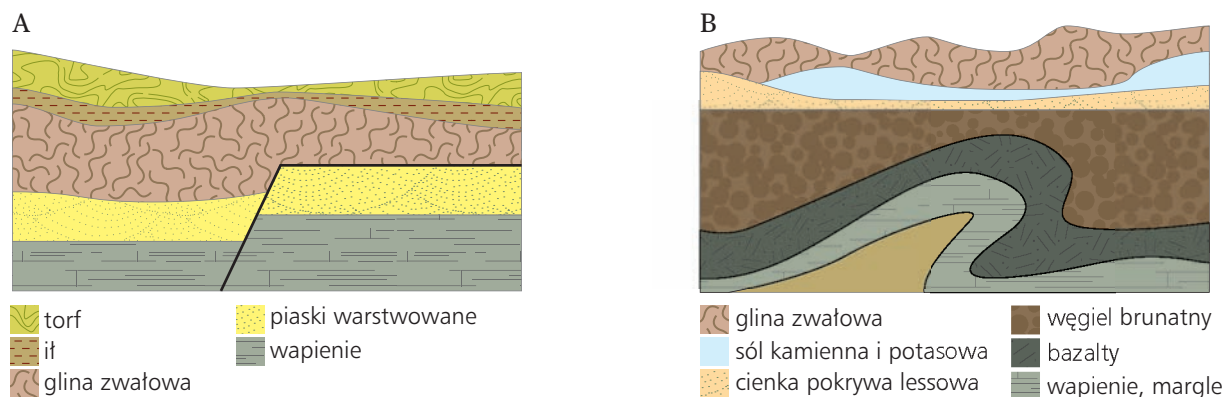 A
B
torf
ił
glina zwałowa
piaski warstwowane
wapienie
glina zwałowa
sól kamienna i potasowa
cienka pokrywa lessowa
węgiel brunatny
bazalty
wapienie, margle